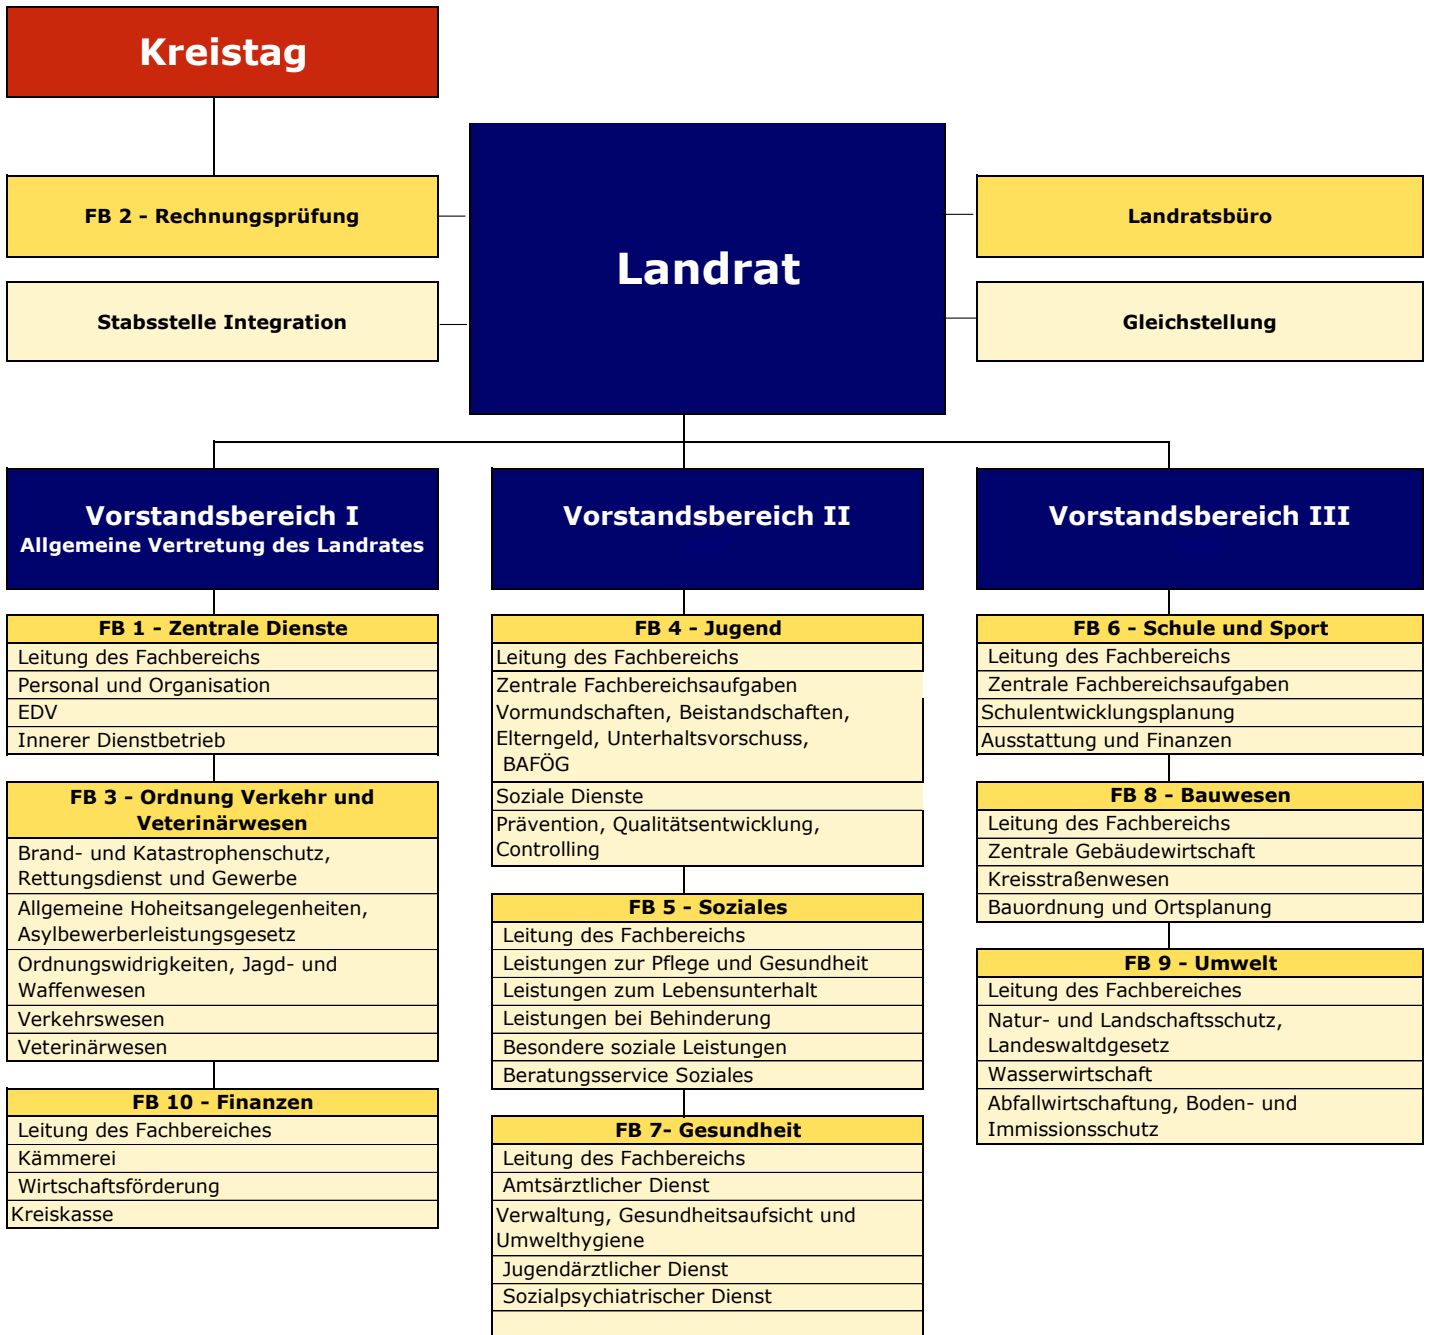 Kreistag
Landrat
FB 2 - Rechnungsprüfung
Landratsbüro
Stabsstelle Integration
Gleichstellung
Vorstandsbereich I
Allgemeine Vertretung des Landrates
FB 1 - Zentrale Dienste
Leitung des Fachbereichs
Personal und Organisation
EDV
Innerer Dienstbetrieb
FB 3 - Ordnung Verkehr und
Veterinärwesen
Brand- und Katastrophenschutz,
Rettungsdienst und Gewerbe
Allgemeine Hoheitsangelegenheiten,
Asylbewerberleistungsgesetz
Ordnungswidrigkeiten, Jagd- und
Waffenwesen
Verkehrswesen
Veterinärwesen
FB 10 - Finanzen
Leitung des Fachbereiches
Kämmerei
Wirtschaftsförderung
Kreiskasse
Vorstandsbereich II
FB 4 - Jugend
Leitung des Fachbereichs
Zentrale Fachbereichsaufgaben
Vormundschaften, Beistandschaften,
Elterngeld, Unterhaltsvorschuss,
BAFÖG
Soziale Dienste
Prävention, Qualitätsentwicklung,
Controlling
FB 5 - Soziales
Leitung des Fachbereichs
Leistungen zur Pflege und Gesundheit
Leistungen zum Lebensunterhalt
Leistungen bei Behinderung
Besondere soziale Leistungen
Beratungsservice Soziales
FB 7- Gesundheit
Leitung des Fachbereichs
Amtsärztlicher Dienst
Verwaltung, Gesundheitsaufsicht und
Umwelthygiene
Jugendärztlicher Dienst
Sozialpsychiatrischer Dienst
Vorstandsbereich III
FB 6 - Schule und Sport
Leitung des Fachbereichs
Zentrale Fachbereichsaufgaben
Schulentwicklungsplanung
Ausstattung und Finanzen
FB 8 - Bauwesen
Leitung des Fachbereichs
Zentrale Gebäudewirtschaft
Kreisstraßenwesen
Bauordnung und Ortsplanung
FB 9 - Umwelt
Leitung des Fachbereiches
Natur- und Landschaftsschutz,
Landeswaltdgesetz
Wasserwirtschaft
Abfallwirtschaftung, Boden- und
Immissionsschutz